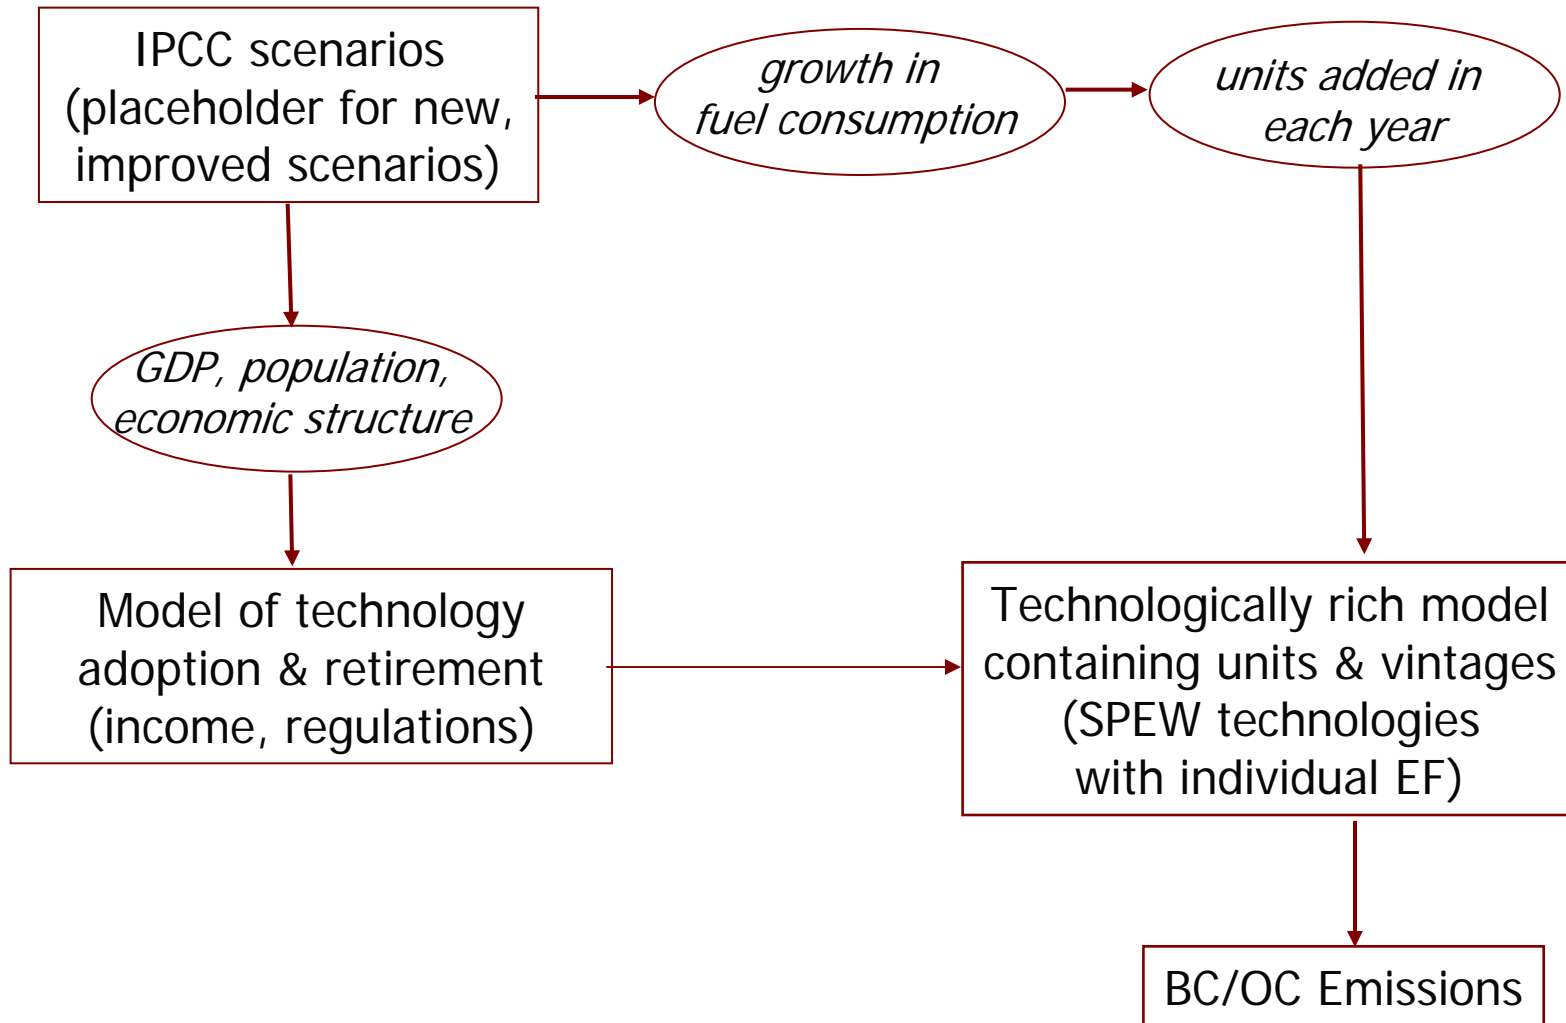 IPCC scenarios
(placeholder for new,
improved scenarios)
growth in
fuel consumption
units added in
each year
GDP, population,
economic structure
Model of technology
adoption & retirement
(income, regulations)
Technologically rich model
containing units & vintages
(SPEW technologies
with individual EF)
BC/OC Emissions